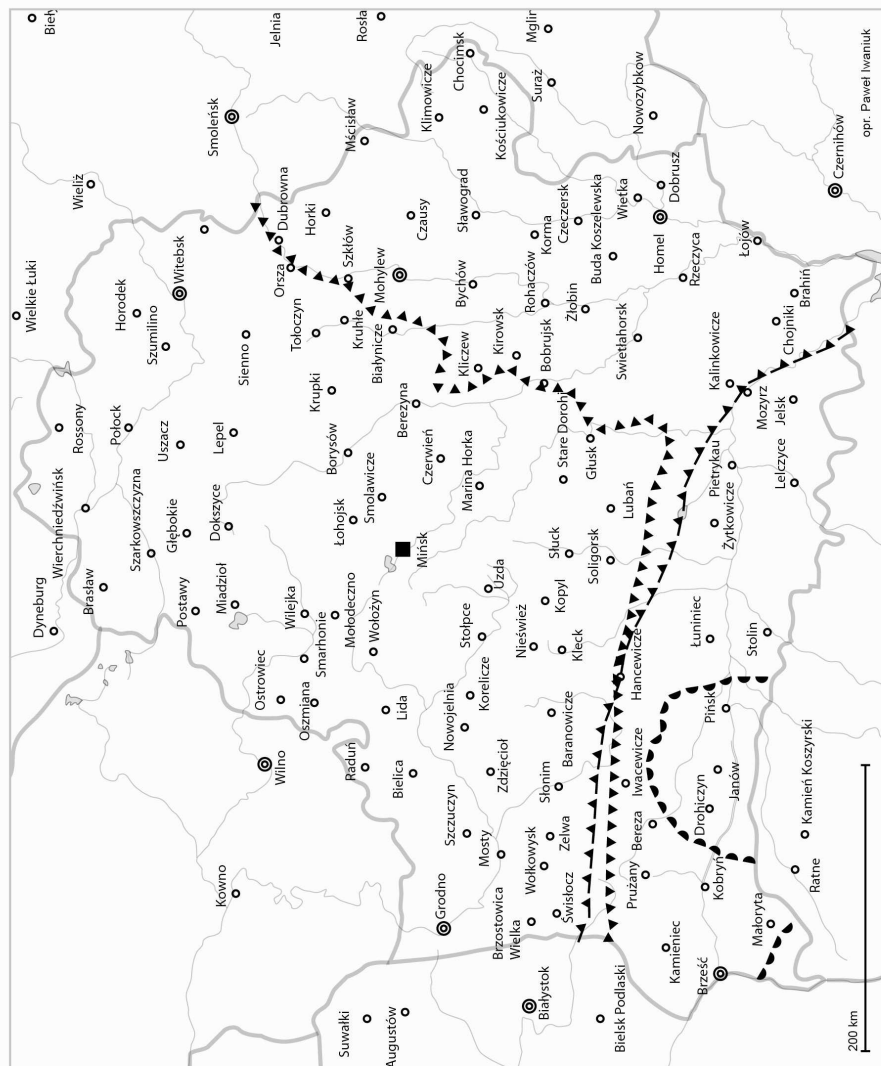 Dyneburg
Wielkie Łuki
Bieły
Wierchniedźwińsk
Rossony
Brasław
Wieliż
Połock
Horodek
Szarkowszczyzna
Szumilino
Uszacz
Witebsk
Głębokie
Postawy
Dokszyce
Lepel
Miadzioł
Smoleńsk
Kowno
Sienno
Wilno
Ostrowiec
Wilejka
Dubrowna
Jelnia
Orsza
Oszmiana
Smarhonie
Tołoczyn
Horki
Krupki
Borysów
Mołodeczno
Kruhłe
Szkłów
Suwałki
Raduń
Wołożyn
Łohojsk
Smolawicze
Białynicze
Mścisław
Rosła
Augustów
Lida
Mińsk
Berezyna
Mohylew
Bielica
Czausy
Czerwień
Klimowicze
Grodno
Szczuczyn
Nowojelnia
Stołpce
Korelicze
Marina Horka
Kliczew
Bychów
Sławograd
Chocimsk
Kościukowicze
Mosty
Zdzięcioł
Uzda
Kirowsk
Brzostowica
Wielka
Białystok
Wołkowysk
Nieśwież
Rohaczów
Korma
Suraż
Mglin
Świsłocz
Zelwa
Słonim
Baranowicze
Kopyl
Kleck
Słuck
Stare Dorohi
Bobrujsk
Żłobin
Czeczersk
Głusk
Bielsk Podlaski
Soligorsk
Lubań
Buda Koszelewska
Iwacewicze
Hancewicze
Swietłahorsk
Wietka
Nowozybkow
Prużany
Bereza
Kamieniec
Homel
Dobrusz
Rzeczyca
Kobryń
Drohiczyn
Janów
Pińsk
Łuniniec
Żytkowicze
Pietrykau
Kalinkowicze
Brześć
Mozyrz
Małoryta
Stolin
Lelczyce
Jelsk
Chojniki
Brahiń
Łojów
Ratne
Kamień Koszyrski
Czernihów
200 km
opr. Paweł Iwaniuk